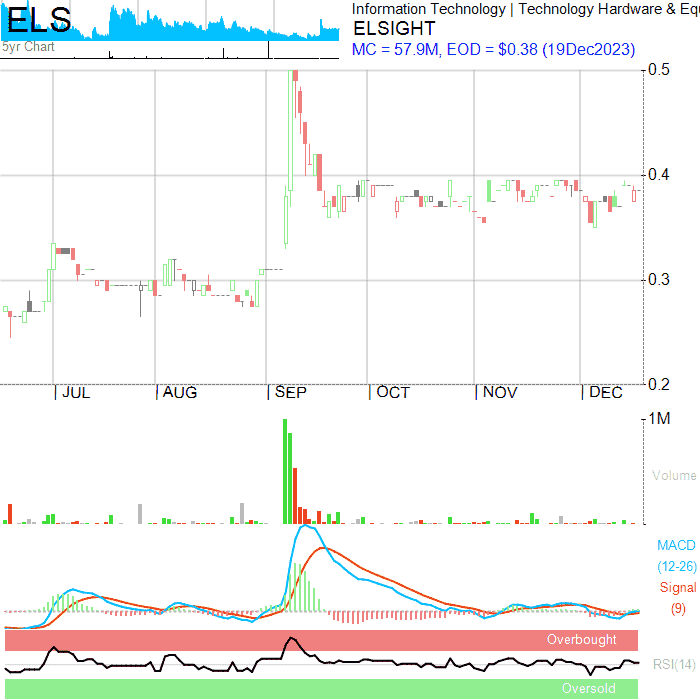 ELS
5yr Chart
Information Technology | Technology Hardware & Equ
ELSIGHT
MC = 57.9M, EOD = $0.38 (19Dec2023)
0.5
0.4
0.3
0.2
JUL AUG SEP OCT NOV DEC
1M
Volume
MACD
(12-26)
Signal
(9)
Overbought
RSI(14)
Oversold